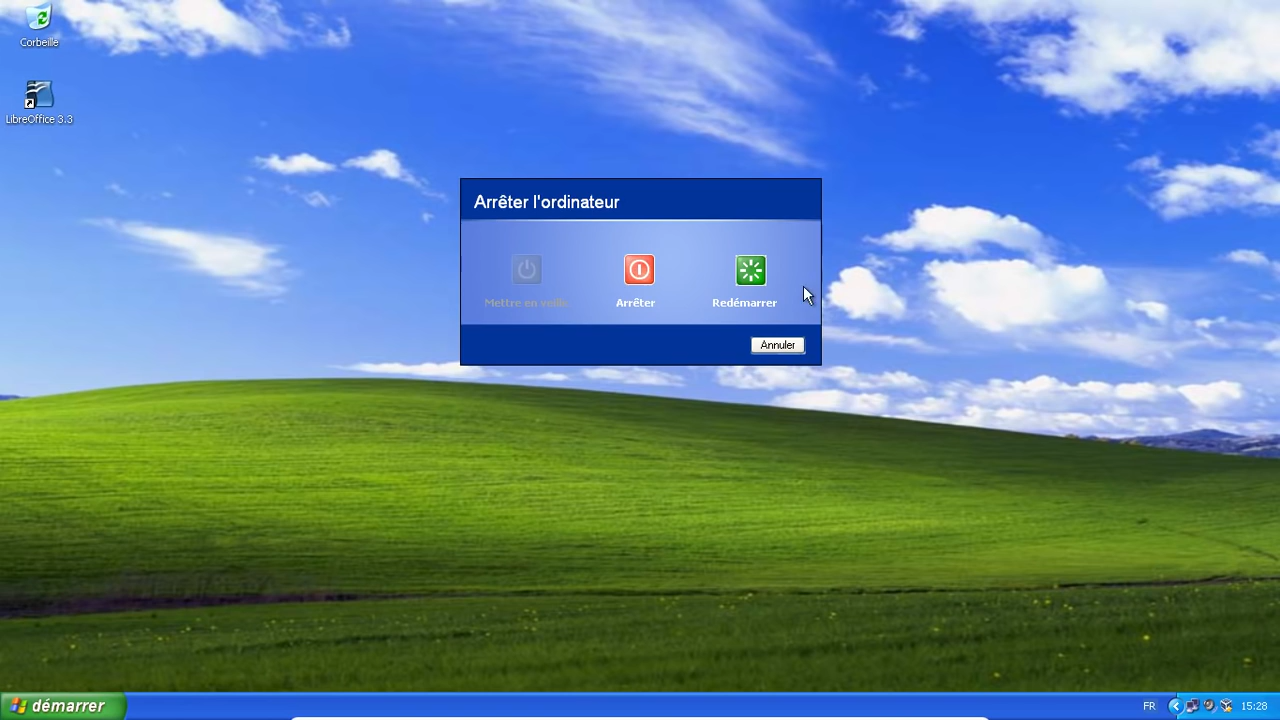 Corbeille
LibreOffice 3.3
Arrêter l'ordinateur
Mettre en veille
Arrêter
Redémarrer
Annuler
démarrer
FR
15:28